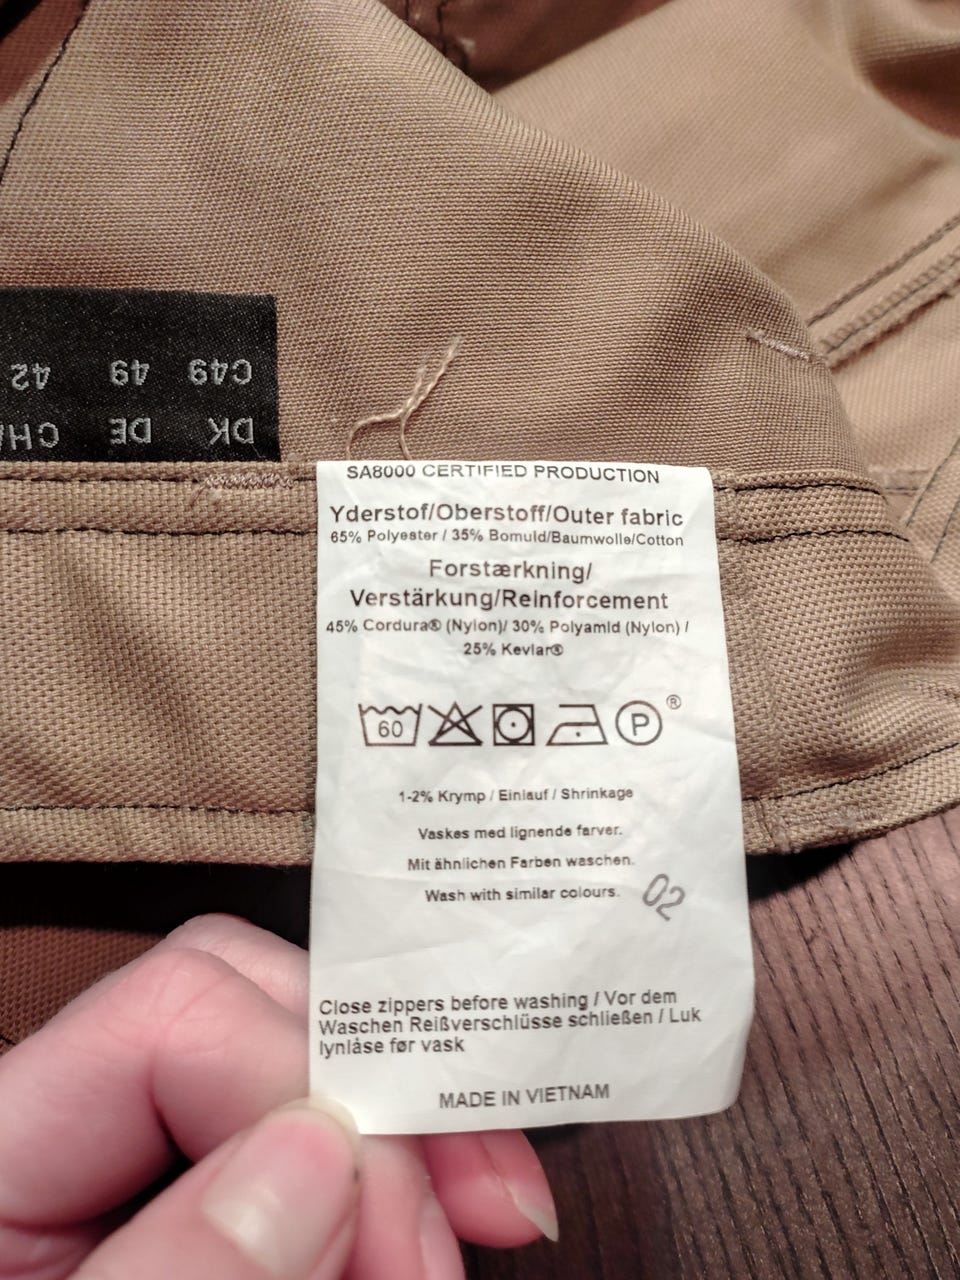 DK DE
C49 49 42
SA8000 CERTIFIED PRODUCTION
Yderstof/Oberstoff/Outer fabric
65% Polyester / 35% Bomuld/Baumwolle/Cotton
Forstærkning/
Verstärkung/Reinforcement
45% Cordura® (Nylon)/ 30% Polyamid (Nylon) /
25% Kevlar®
60 P ®
1-2% Krymp / Einlauf / Shrinkage
Vaskes med lignende farver.
Mit ähnlichen Farben waschen.
Wash with similar colours.
02
Close zippers before washing / Vor dem
Waschen Reißverschlüsse schließen / Luk
lynlåse før vask
MADE IN VIETNAM